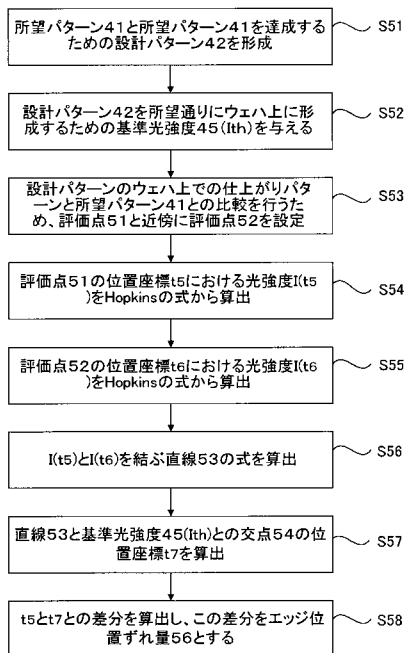 所望パターン41と所望パターン41を達成する
ための設計パターン42を形成
S51
設計パターン42を所望通りにウェハ上に形
成するための基準光強度45(Ith)を与える
S52
設計パターンのウェハ上での仕上がりパター
ンと所望パターン41との比較を行うた
め、評価点51と近傍に評価点52を設定
S53
評価点51の位置座標t5における光強度I(t5
)をHopkinsの式から算出
S54
評価点52の位置座標t6における光強度I(t6
)をHopkinsの式から算出
S55
I(t5)とI(t6)を結ぶ直線53の式を算出
S56
直線53と基準光強度45(Ith)との交点54の位
置座標t7を算出
S57
t5とt7との差分を算出し、この差分をエッジ位
置ずれ量56とする
S58